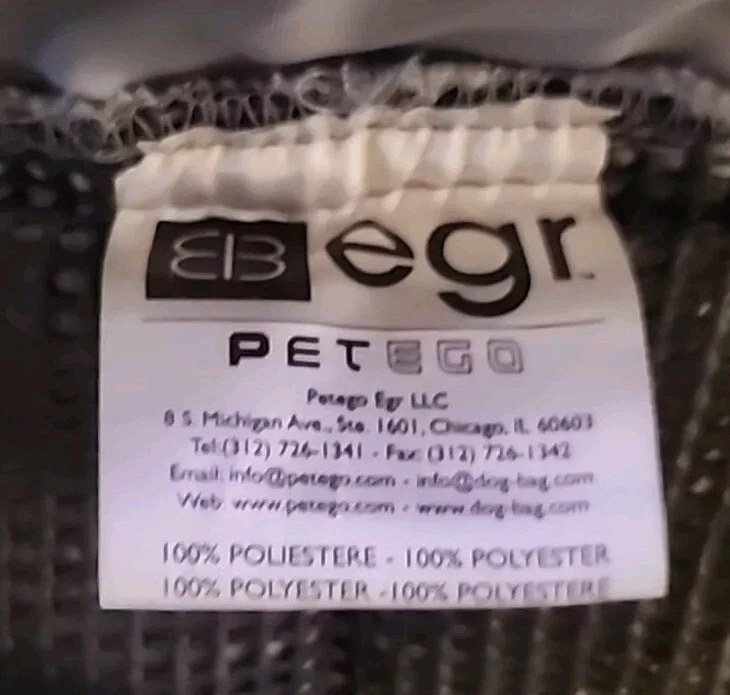 egr
PETEGO
Petego Egr LLC
8 S. Michigan Ave., Ste. 1601, Chicago, IL 60603
Tel:(312) 726-1341 - Fax: (312) 726-1342
Email: info@petego.com - info@dog-bag.com
Web: www.petego.com - www.dog-bag.com
100% POLIESTERE - 100% POLYESTER
100% POLYESTER -100% POLYESTERE